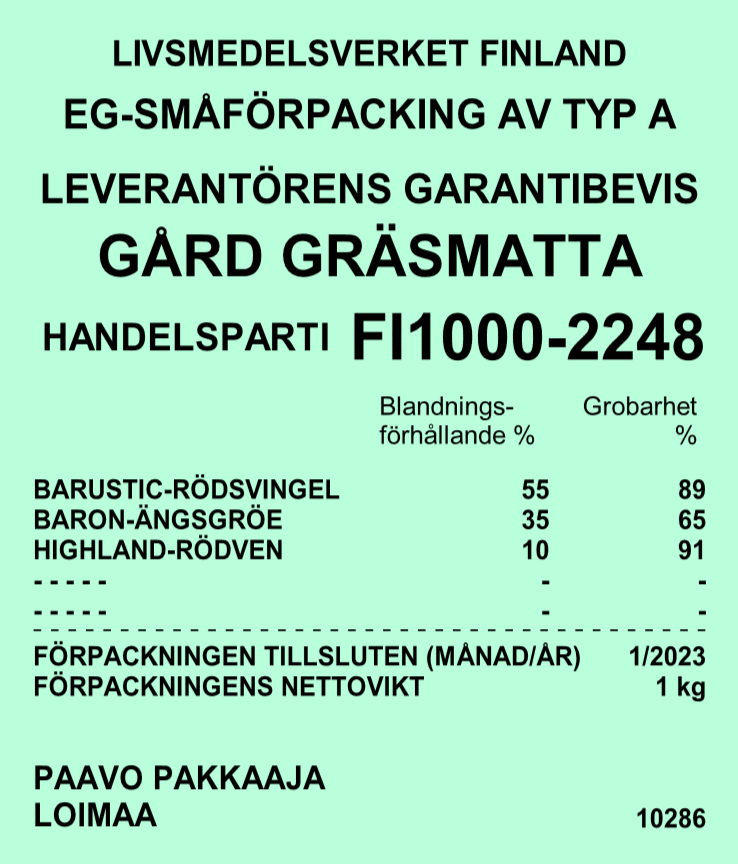 LIVSMEDELSVERKET FINLAND
EG-SMÅFÖRPACKING AV TYP A
LEVERANTÖRENS GARANTIBEVIS
GÅRD GRÄSMATTA
HANDELSPARTI FI1000-2248
Blandnings- Grobarhet
förhållande % %
BARUSTIC-RÖDSVINGEL 55 89
BARON-ÄNGSGRÖE 35 65
HIGHLAND-RÖDVEN 10 91
- - - - - - -
- - - - - - -
FÖRPACKNINGEN TILLSLUTEN (MÅNAD/ÅR) 1/2023
FÖRPACKNINGENS NETTOVIKT 1 kg
PAAVO PAKKAAJA
LOIMAA 10286